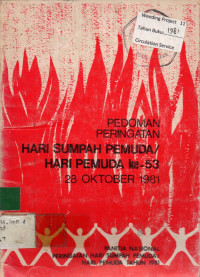 Weeding Project II
Tahun Buku: 1981
Circulation Service
PEDOMAN
PERINGATAN
HARI SUMPAH PEMUDA/
HARI PEMUDA ke-53
28 OKTOBER 1981
PANITIA NASIONAL
PERINGATAN HARI SUMPAH PEMUDA/
HARI PEMUDA TAHUN 1981